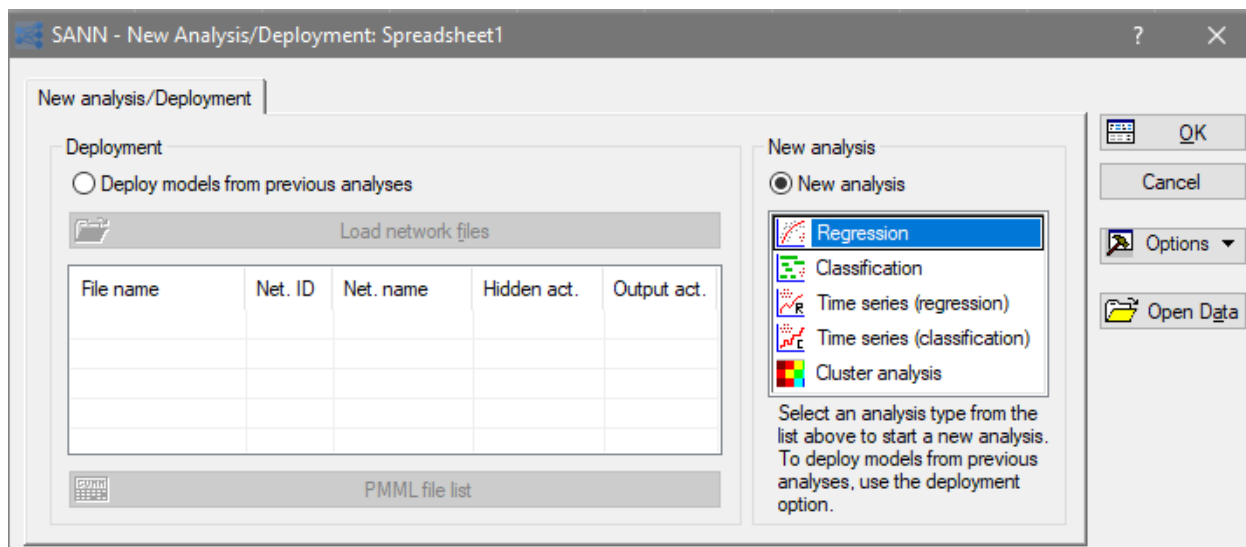 SANN - New Analysis/Deployment: Spreadsheet1
?
New analysis/Deployment
Deployment
Deploy models from previous analyses
Load network files
File name Net. ID Net. name Hidden act. Output act.
PMML file list
New analysis
New analysis
Regression
Classification
Time series (regression)
Time series (classification)
Cluster analysis
Select an analysis type from the
list above to start a new analysis.
To deploy models from previous
analyses, use the deployment
option.
OK
Cancel
Options
Open Data